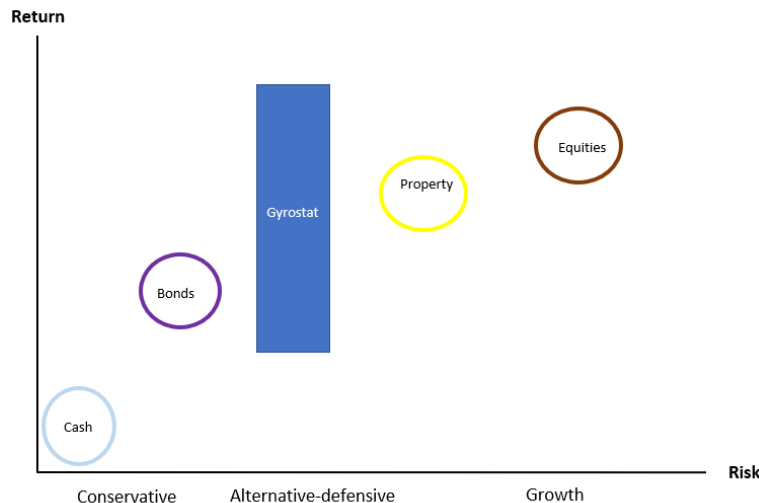 Return
Equities
Property
Gyrostat
Bonds
Cash
Risk
Conservative
Alternative-defensive
Growth